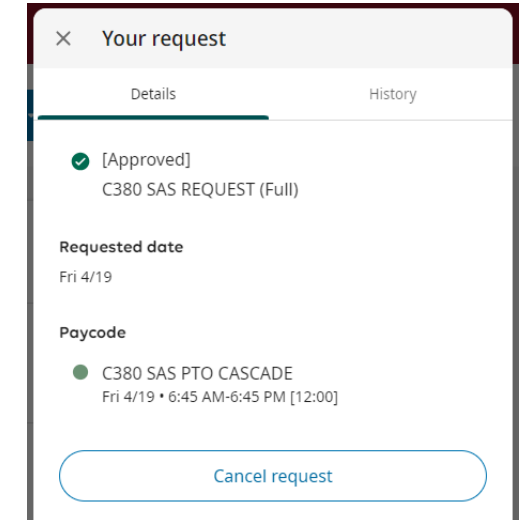 Your request
Details
History
[Approved]
C380 SAS REQUEST (Full)
Requested date
Fri 4/19
Paycode
C380 SAS PTO CASCADE
Fri 4/19 • 6:45 AM-6:45 PM [12:00]
Cancel request